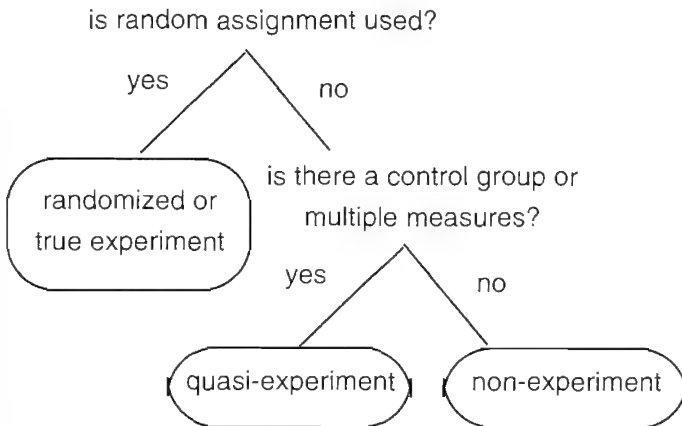 is random assignment used?
yes
no
randomized or
true experiment
is there a control group or
multiple measures?
yes
no
quasi-experiment
non-experiment